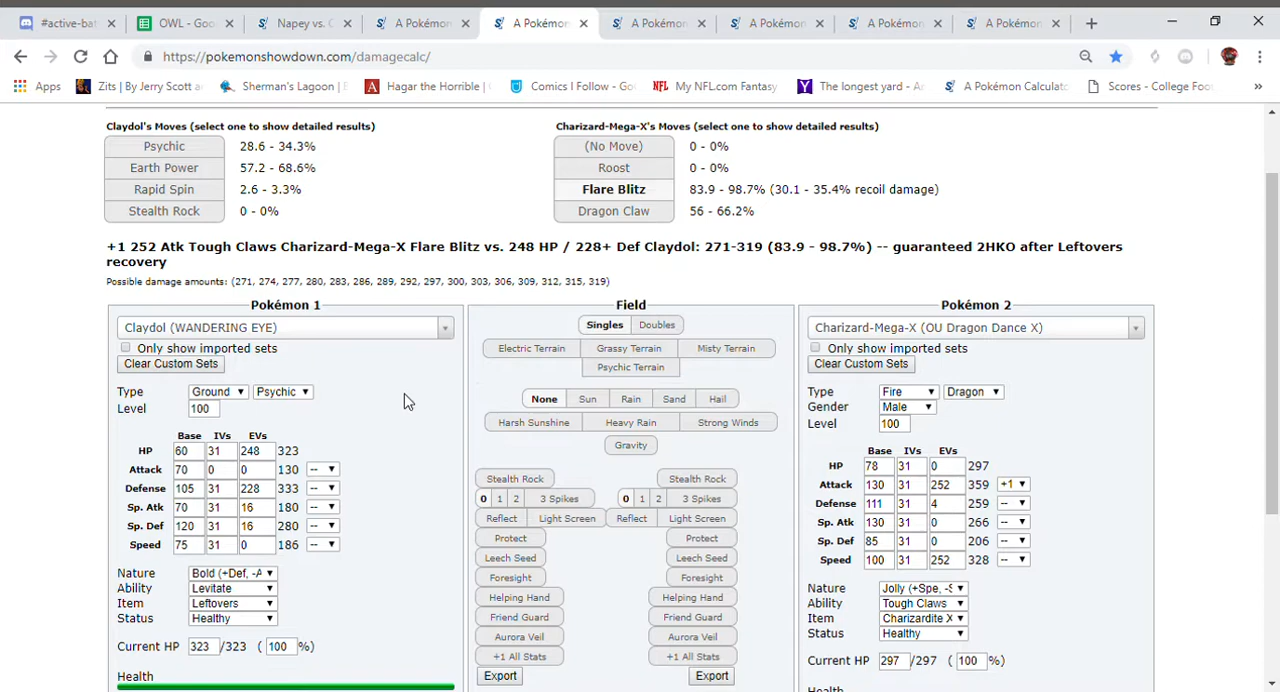 #active-bat
OWL - Goo
Napey vs. C
A Pokémon
A Pokémon
A Pokémon
A Pokémon
A Pokémon
A Pokémon
https://pokemonshowdown.com/damagecalc/
Apps
Zits | By Jerry Scott a
Sherman's Lagoon |
Hagar the Horrible |
Comics I Follow - Go
My NFL.com Fantasy
The longest yard - A
A Pokémon Calculato
Scores - College Foo
Claydol's Moves (select one to show detailed results)
Psychic 28.6 - 34.3%
Earth Power 57.2 - 68.6%
Rapid Spin 2.6 - 3.3%
Stealth Rock 0 - 0%
Charizard-Mega-X's Moves (select one to show detailed results)
(No Move) 0 - 0%
Roost 0 - 0%
Flare Blitz 83.9 - 98.7% (30.1 - 35.4% recoil damage)
Dragon Claw 56 - 66.2%
+1 252 Atk Tough Claws Charizard-Mega-X Flare Blitz vs. 248 HP / 228+ Def Claydol: 271-319 (83.9 - 98.7%) -- guaranteed 2HKO after Leftovers
recovery
Possible damage amounts: (271, 274, 277, 280, 283, 286, 289, 292, 297, 300, 303, 306, 309, 312, 315, 319)
Pokémon 1
Claydol (WANDERING EYE)
Only show imported sets
Clear Custom Sets
Type Ground Psychic
Level 100
Base IVs EVs
HP 60 31 248 323
Attack 70 0 0 130 --
Defense 105 31 228 333 --
Sp. Atk 70 31 16 180 --
Sp. Def 120 31 16 280 --
Speed 75 31 0 186 --
Nature Bold (+Def, -A
Ability Levitate
Item Leftovers
Status Healthy
Current HP 323 /323 ( 100 %)
Health
Field
Singles Doubles
Electric Terrain Grassy Terrain Misty Terrain
Psychic Terrain
None Sun Rain Sand Hail
Harsh Sunshine Heavy Rain Strong Winds
Gravity
Stealth Rock Stealth Rock
0 1 2 3 Spikes 0 1 2 3 Spikes
Reflect Light Screen Reflect Light Screen
Protect Protect
Leech Seed Leech Seed
Foresight Foresight
Helping Hand Helping Hand
Friend Guard Friend Guard
Aurora Veil Aurora Veil
+1 All Stats +1 All Stats
Export Export
Pokémon 2
Charizard-Mega-X (OU Dragon Dance X)
Only show imported sets
Clear Custom Sets
Type Fire Dragon
Gender Male
Level 100
Base IVs EVs
HP 78 31 0 297
Attack 130 31 252 359 +1
Defense 111 31 4 259 --
Sp. Atk 130 31 0 266 --
Sp. Def 85 31 0 206 --
Speed 100 31 252 328 --
Nature Jolly (+Spe, -S
Ability Tough Claws
Item Charizardite X
Status Healthy
Current HP 297 /297 ( 100 %)
Health